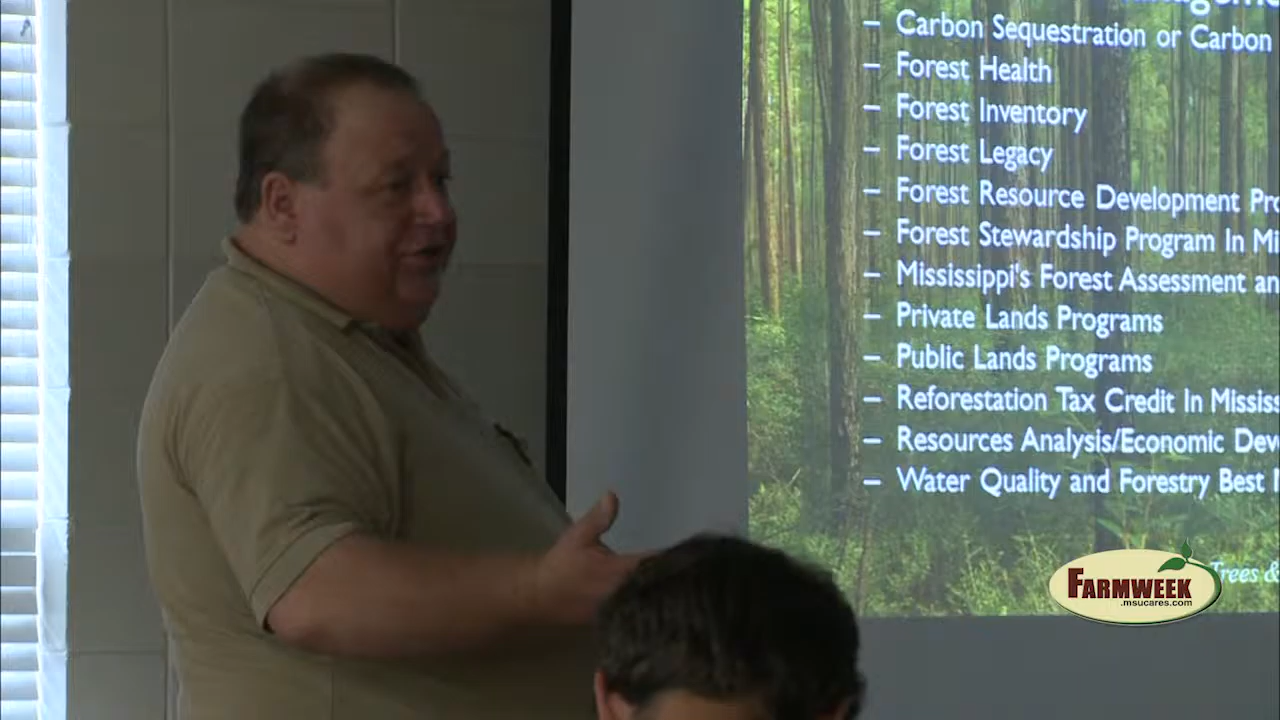 – Carbon Sequestration or Carbon
– Forest Health
– Forest Inventory
– Forest Legacy
– Forest Resource Development
– Forest Stewardship Program In
– Mississippi's Forest Assessment
– Private Lands Programs
– Public Lands Programs
– Reforestation Tax Credit In
– Resources Analysis/Economic
– Water Quality and Forestry Best
Trees &
FARMWEEK
.msucares.com